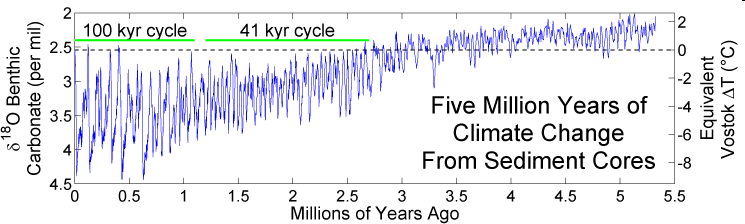 100 kyr cycle
41 kyr cycle
δ18O Benthic
Carbonate (per mil)
2
2.5
3
3.5
4
4.5
2
0
-2
-4
-6
-8
Equivalent
Vostok ΔT (°C)
Five Million Years of
Climate Change
From Sediment Cores
0 0.5 1 1.5 2 2.5 3 3.5 4 4.5 5 5.5
Millions of Years Ago